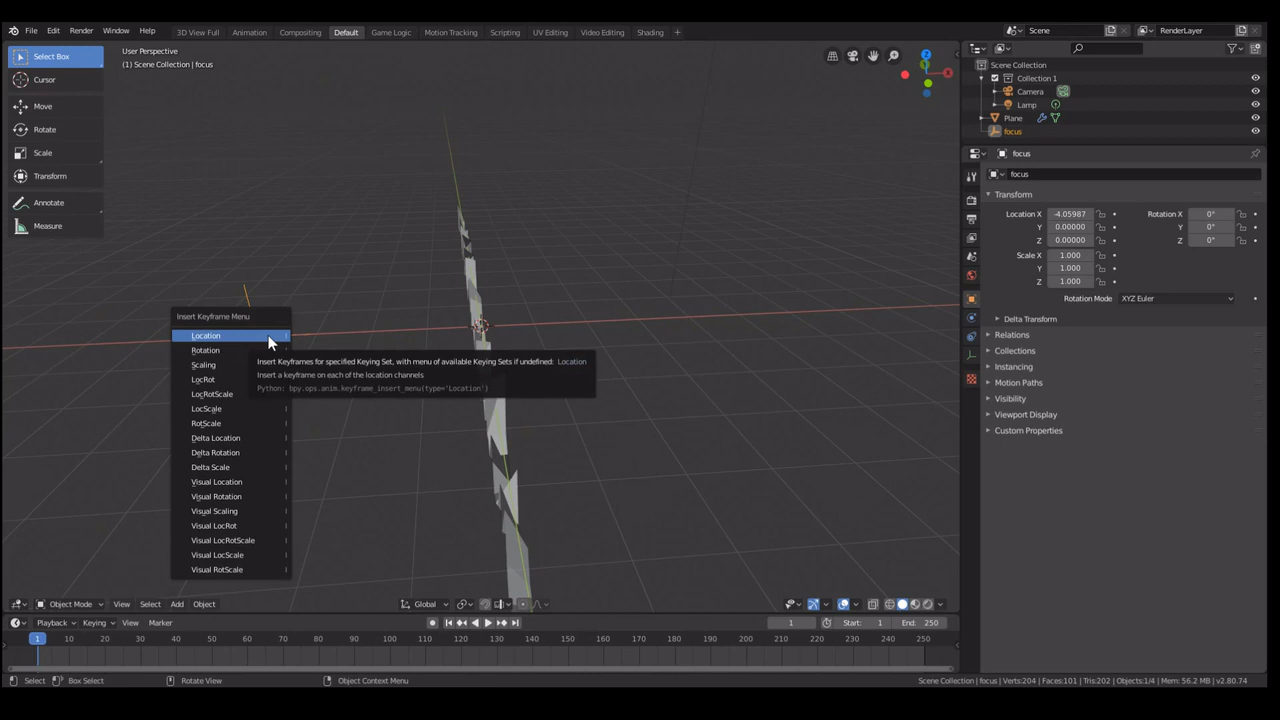 File Edit Render Window Help 3D View Full Animation Compositing Default Game Logic Motion Tracking Scripting UV Editing Video Editing Shading + Scene RenderLayer
Select Box
Cursor
Move
Rotate
Scale
Transform
Annotate
Measure
User Perspective
(1) Scene Collection | focus
Scene Collection
Collection 1
Camera
Lamp
Plane
focus
focus
focus
Transform
Location X -4.05987 Rotation X 0°
Y 0.00000 Y 0°
Z 0.00000 Z 0°
Scale X 1.000
Y 1.000
Z 1.000
Rotation Mode XYZ Euler
Delta Transform
Relations
Collections
Instancing
Motion Paths
Visibility
Viewport Display
Custom Properties
Insert Keyframe Menu
Location I
Rotation I
Scaling
LocRot
LocRotScale
LocScale I
RotScale I
Delta Location I
Delta Rotation I
Delta Scale I
Visual Location I
Visual Rotation I
Visual Scaling I
Visual LocRot I
Visual LocRotScale I
Visual LocScale I
Visual RotScale I
Insert Keyframes for specified Keying Set, with menu of available Keying Sets if undefined: Location
Insert a keyframe on each of the location channels
Python: bpy.ops.anim.keyframe_insert_menu(type='Location')
Object Mode View Select Add Object Global
Playback Keying View Marker 1 Start: 1 End: 250
1 10 20 30 40 50 60 70 80 90 100 110 120 130 140 150 160 170 180 190 200 210 220 230 240 250
Select Box Select Rotate View Object Context Menu Scene Collection | focus | Verts:204 | Faces:101 | Tris:202 | Objects:1/4 | Mem: 56.2 MB | v2.80.74